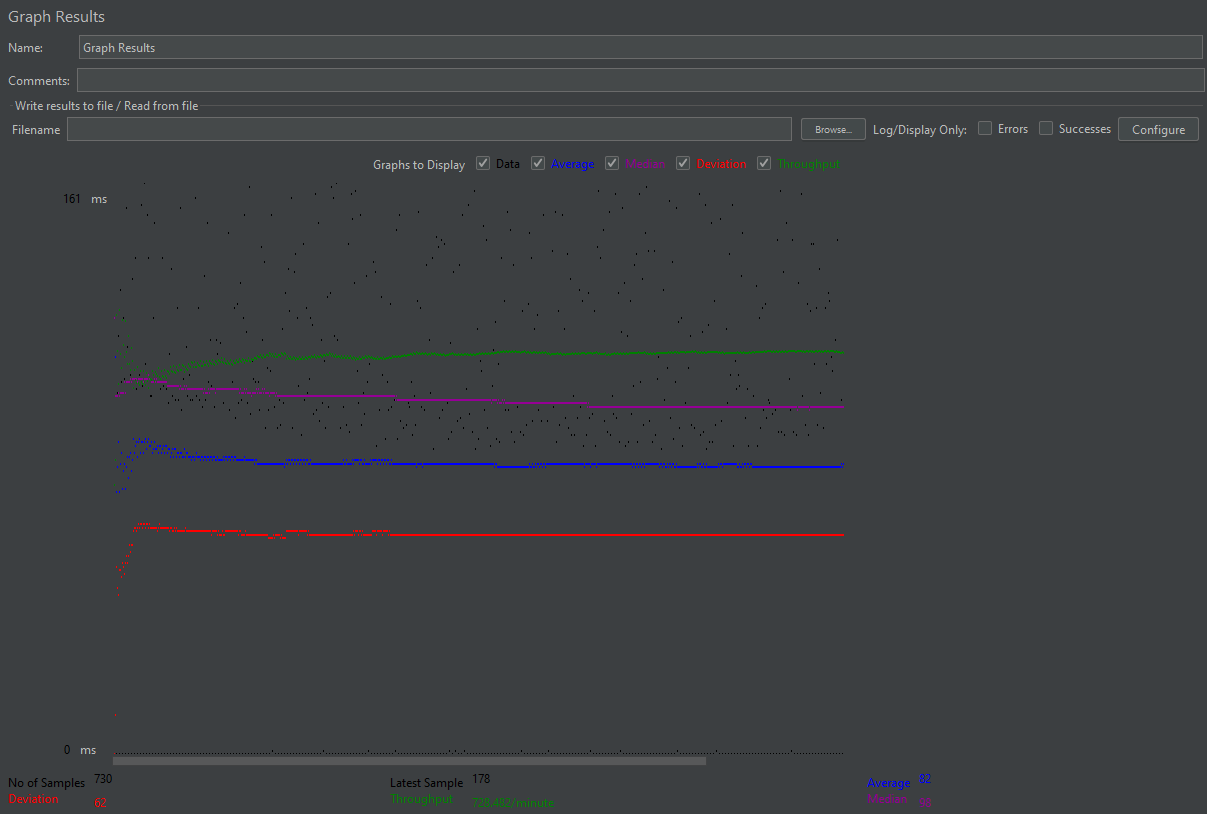 Graph Results
Name: Graph Results
Comments:
Write results to file / Read from file
Filename Browse... Log/Display Only: Errors Successes Configure
Graphs to Display Data Average Median Deviation Throughput
161 ms
0 ms
No of Samples 730 Latest Sample 178 Average 82
Deviation 62 Throughput 728.482/minute Median 98